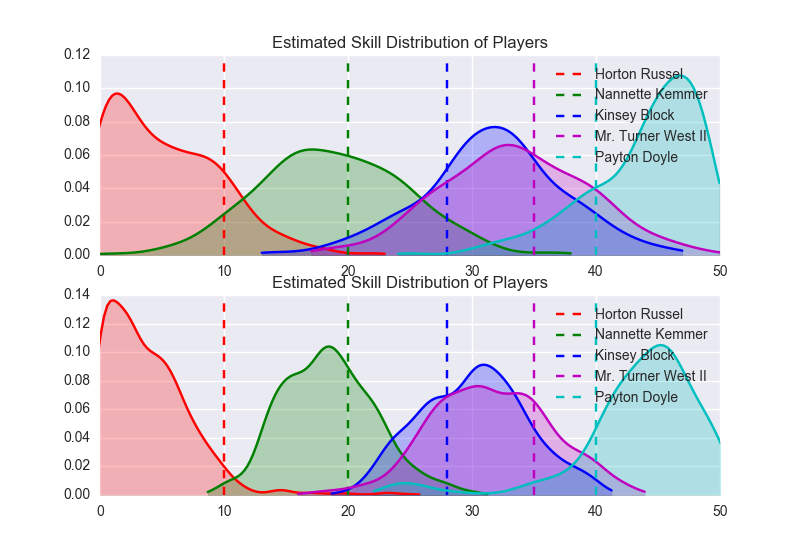 Estimated Skill Distribution of Players
0.12
0.10
0.08
0.06
0.04
0.02
0.00
Horton Russel
Nannette Kemmer
Kinsey Block
Mr. Turner West II
Payton Doyle
0 10 20 30 40 50
Estimated Skill Distribution of Players
0.14
0.12
0.10
0.08
0.06
0.04
0.02
0.00
Horton Russel
Nannette Kemmer
Kinsey Block
Mr. Turner West II
Payton Doyle
0 10 20 30 40 50